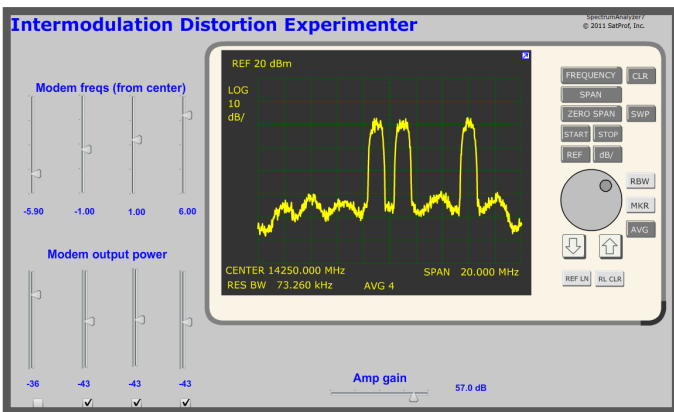 Intermodulation Distortion Experimenter
SpectrumAnalyzer7
© 2011 SatProf, Inc.
Modem freqs (from center)
-5.90 -1.00 1.00 6.00
Modem output power
-36 -43 -43 -43
REF 20 dBm
LOG
10
dB/
CENTER 14250.000 MHz SPAN 20.000 MHz
RES BW 73.260 kHz AVG 4
FREQUENCY CLR
SPAN
ZERO SPAN SWP
START STOP
REF dB/
RBW
MKR
AVG
REF LN RL CLR
Amp gain
57.0 dB